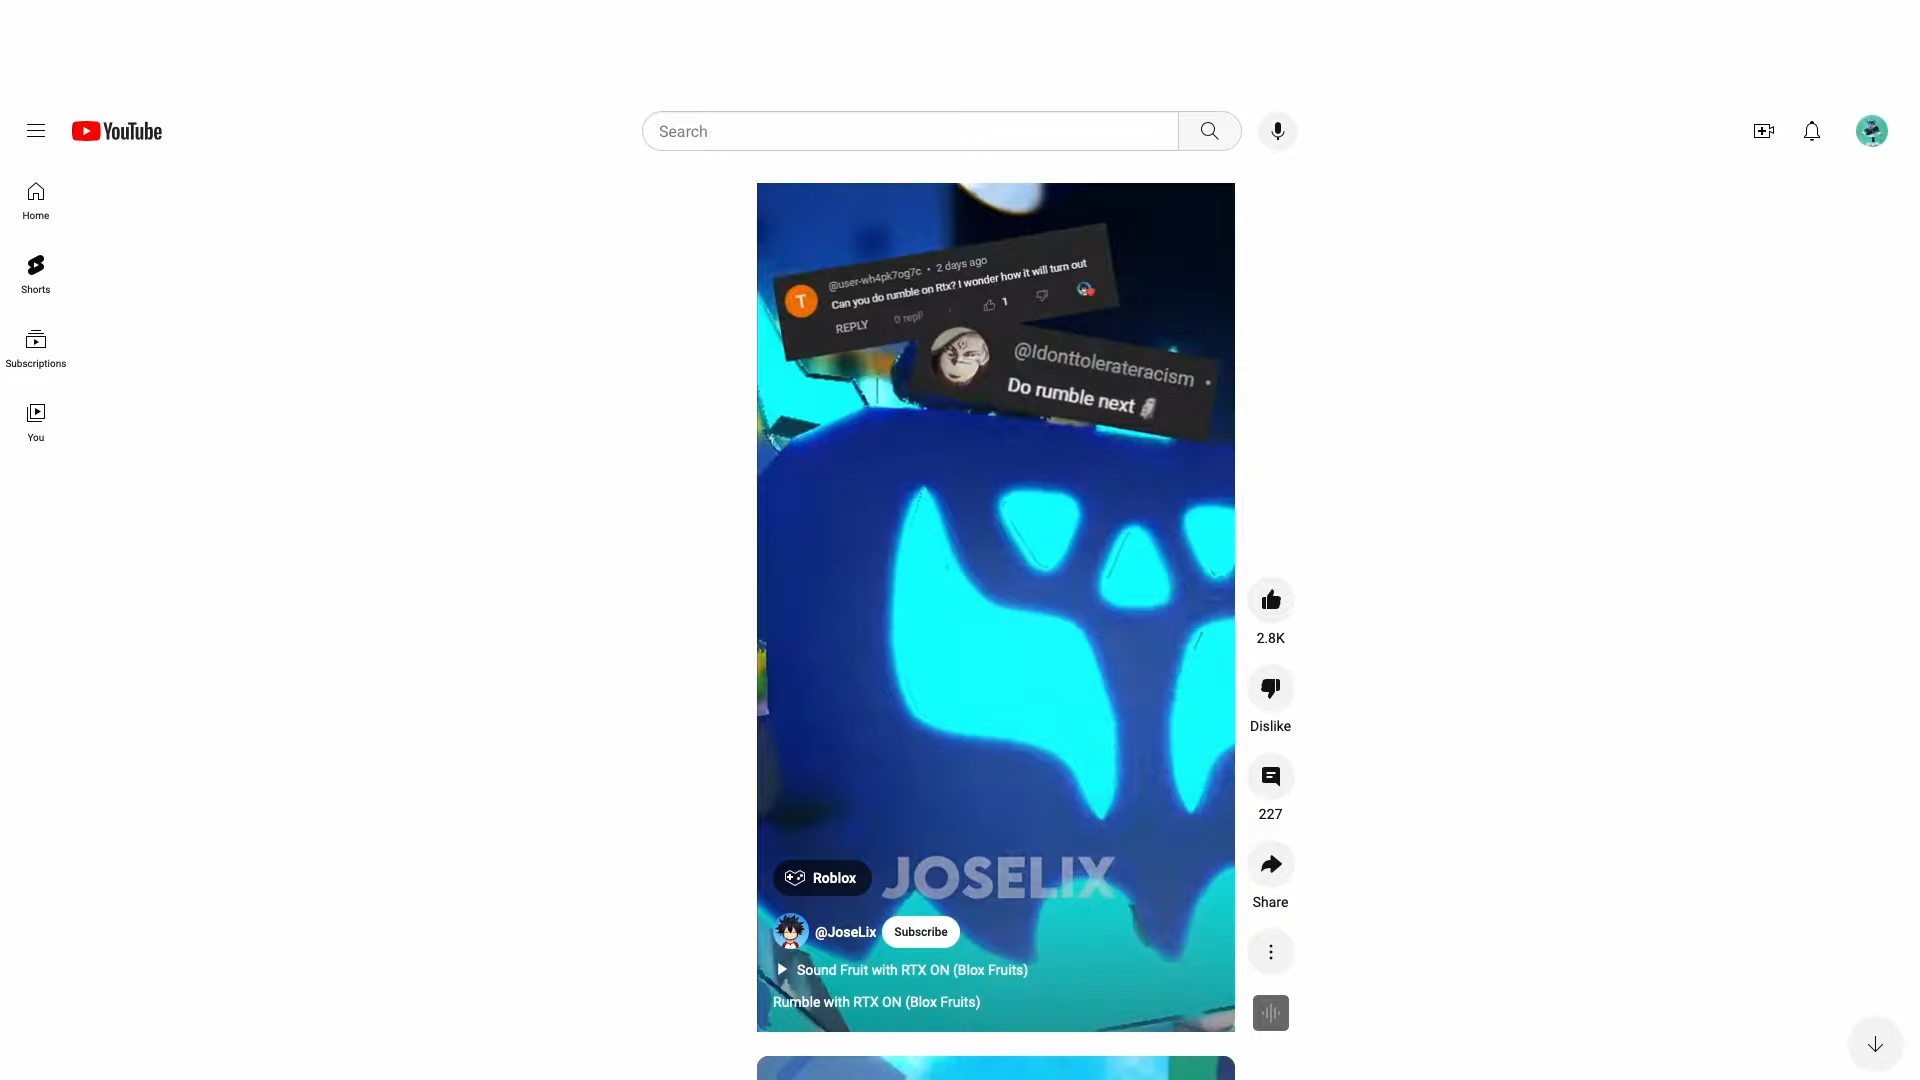 YouTube
Search
Home
Shorts
Subscriptions
You
@user-wh4pk7og7c • 2 days ago
Can you do rumble on Rtx? I wonder how it will turn out
1
REPLY
0 repli
@Idonttolerateracism •
Do rumble next
2.8K
Dislike
227
Share
JOSELIX
Roblox
@JoseLix
Subscribe
Sound Fruit with RTX ON (Blox Fruits)
Rumble with RTX ON (Blox Fruits)